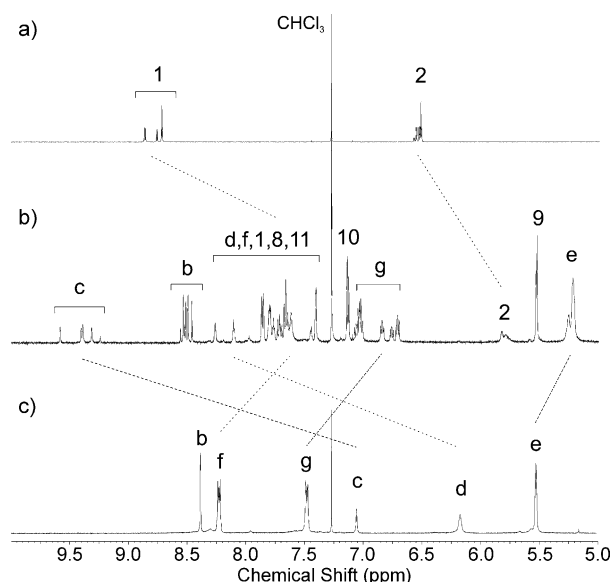 a)
CHCl3
1
2
b)
d,f,1,8,11
10
9
c
b
g
2
e
c)
b
f
g
c
d
e
9.5 9.0 8.5 8.0 7.5 7.0 6.5 6.0 5.5 5.0
Chemical Shift (ppm)